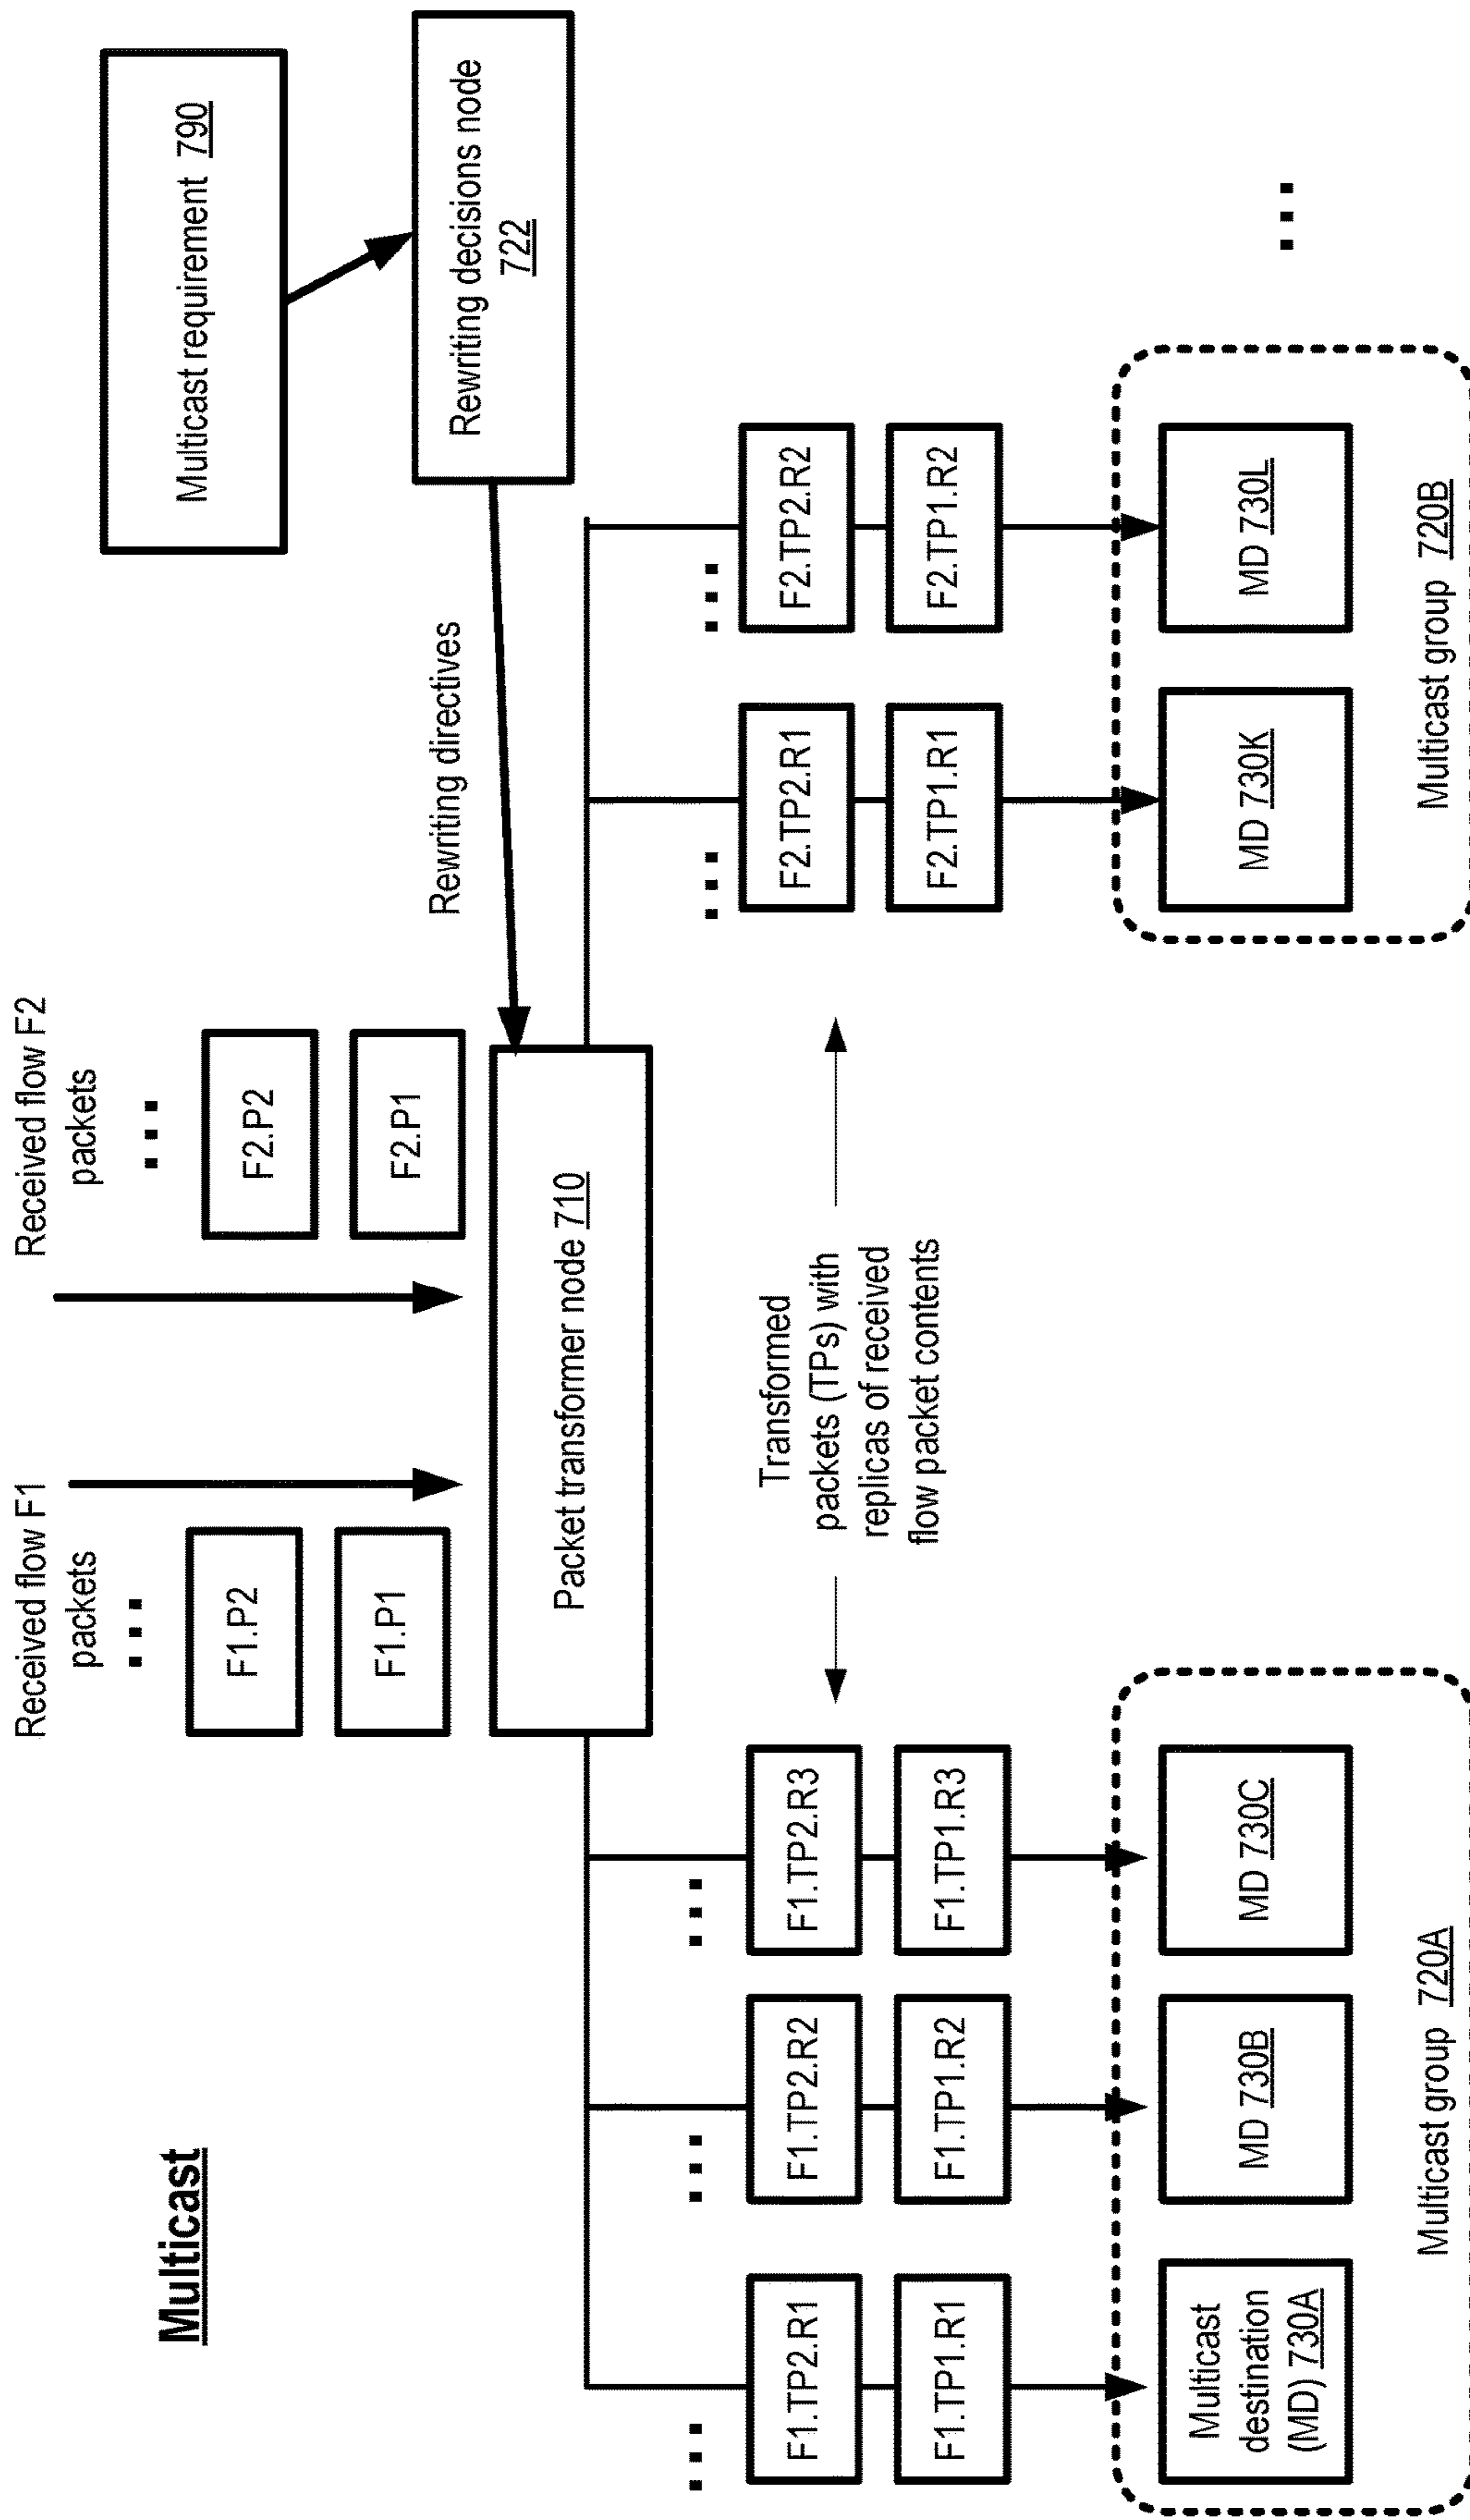 Multicast
Received flow F1
packets
...
F1.P2
F1.P1
Received flow F2
packets
...
F2.P2
F2.P1
Multicast requirement 790
Rewriting decisions node
722
Rewriting directives
Packet transformer node 710
...
F1.TP2.R1
F1.TP1.R1
...
F1.TP2.R2
F1.TP1.R2
...
F1.TP2.R3
F1.TP1.R3
Transformed
packets (TPs) with
replicas of received
flow packet contents
...
F2.TP2.R1
F2.TP1.R1
...
F2.TP2.R2
F2.TP1.R2
Multicast
destination
(MD) 730A
MD 730B
MD 730C
Multicast group 720A
MD 730K
MD 730L
Multicast group 720B
...